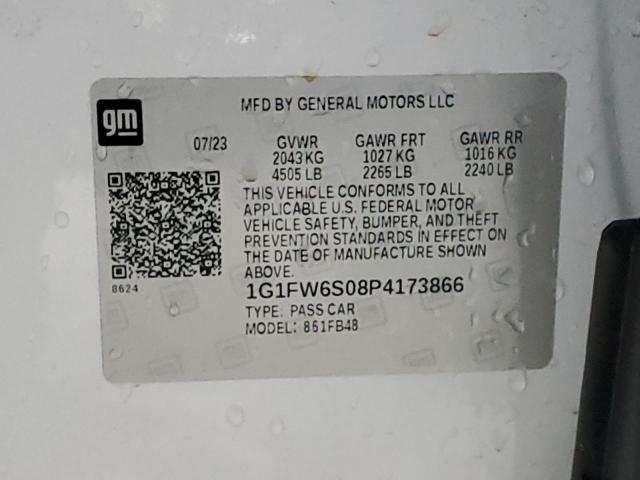 gm
MFD BY GENERAL MOTORS LLC
07/23 GVWR GAWR FRT GAWR RR
2043 KG 1027 KG 1016 KG
4505 LB 2265 LB 2240 LB
THIS VEHICLE CONFORMS TO ALL
APPLICABLE U.S. FEDERAL MOTOR
VEHICLE SAFETY, BUMPER, AND THEFT
PREVENTION STANDARDS IN EFFECT ON
THE DATE OF MANUFACTURE SHOWN
ABOVE.
8624
1G1FW6S08P4173866
TYPE: PASS CAR
MODEL: 861FB48